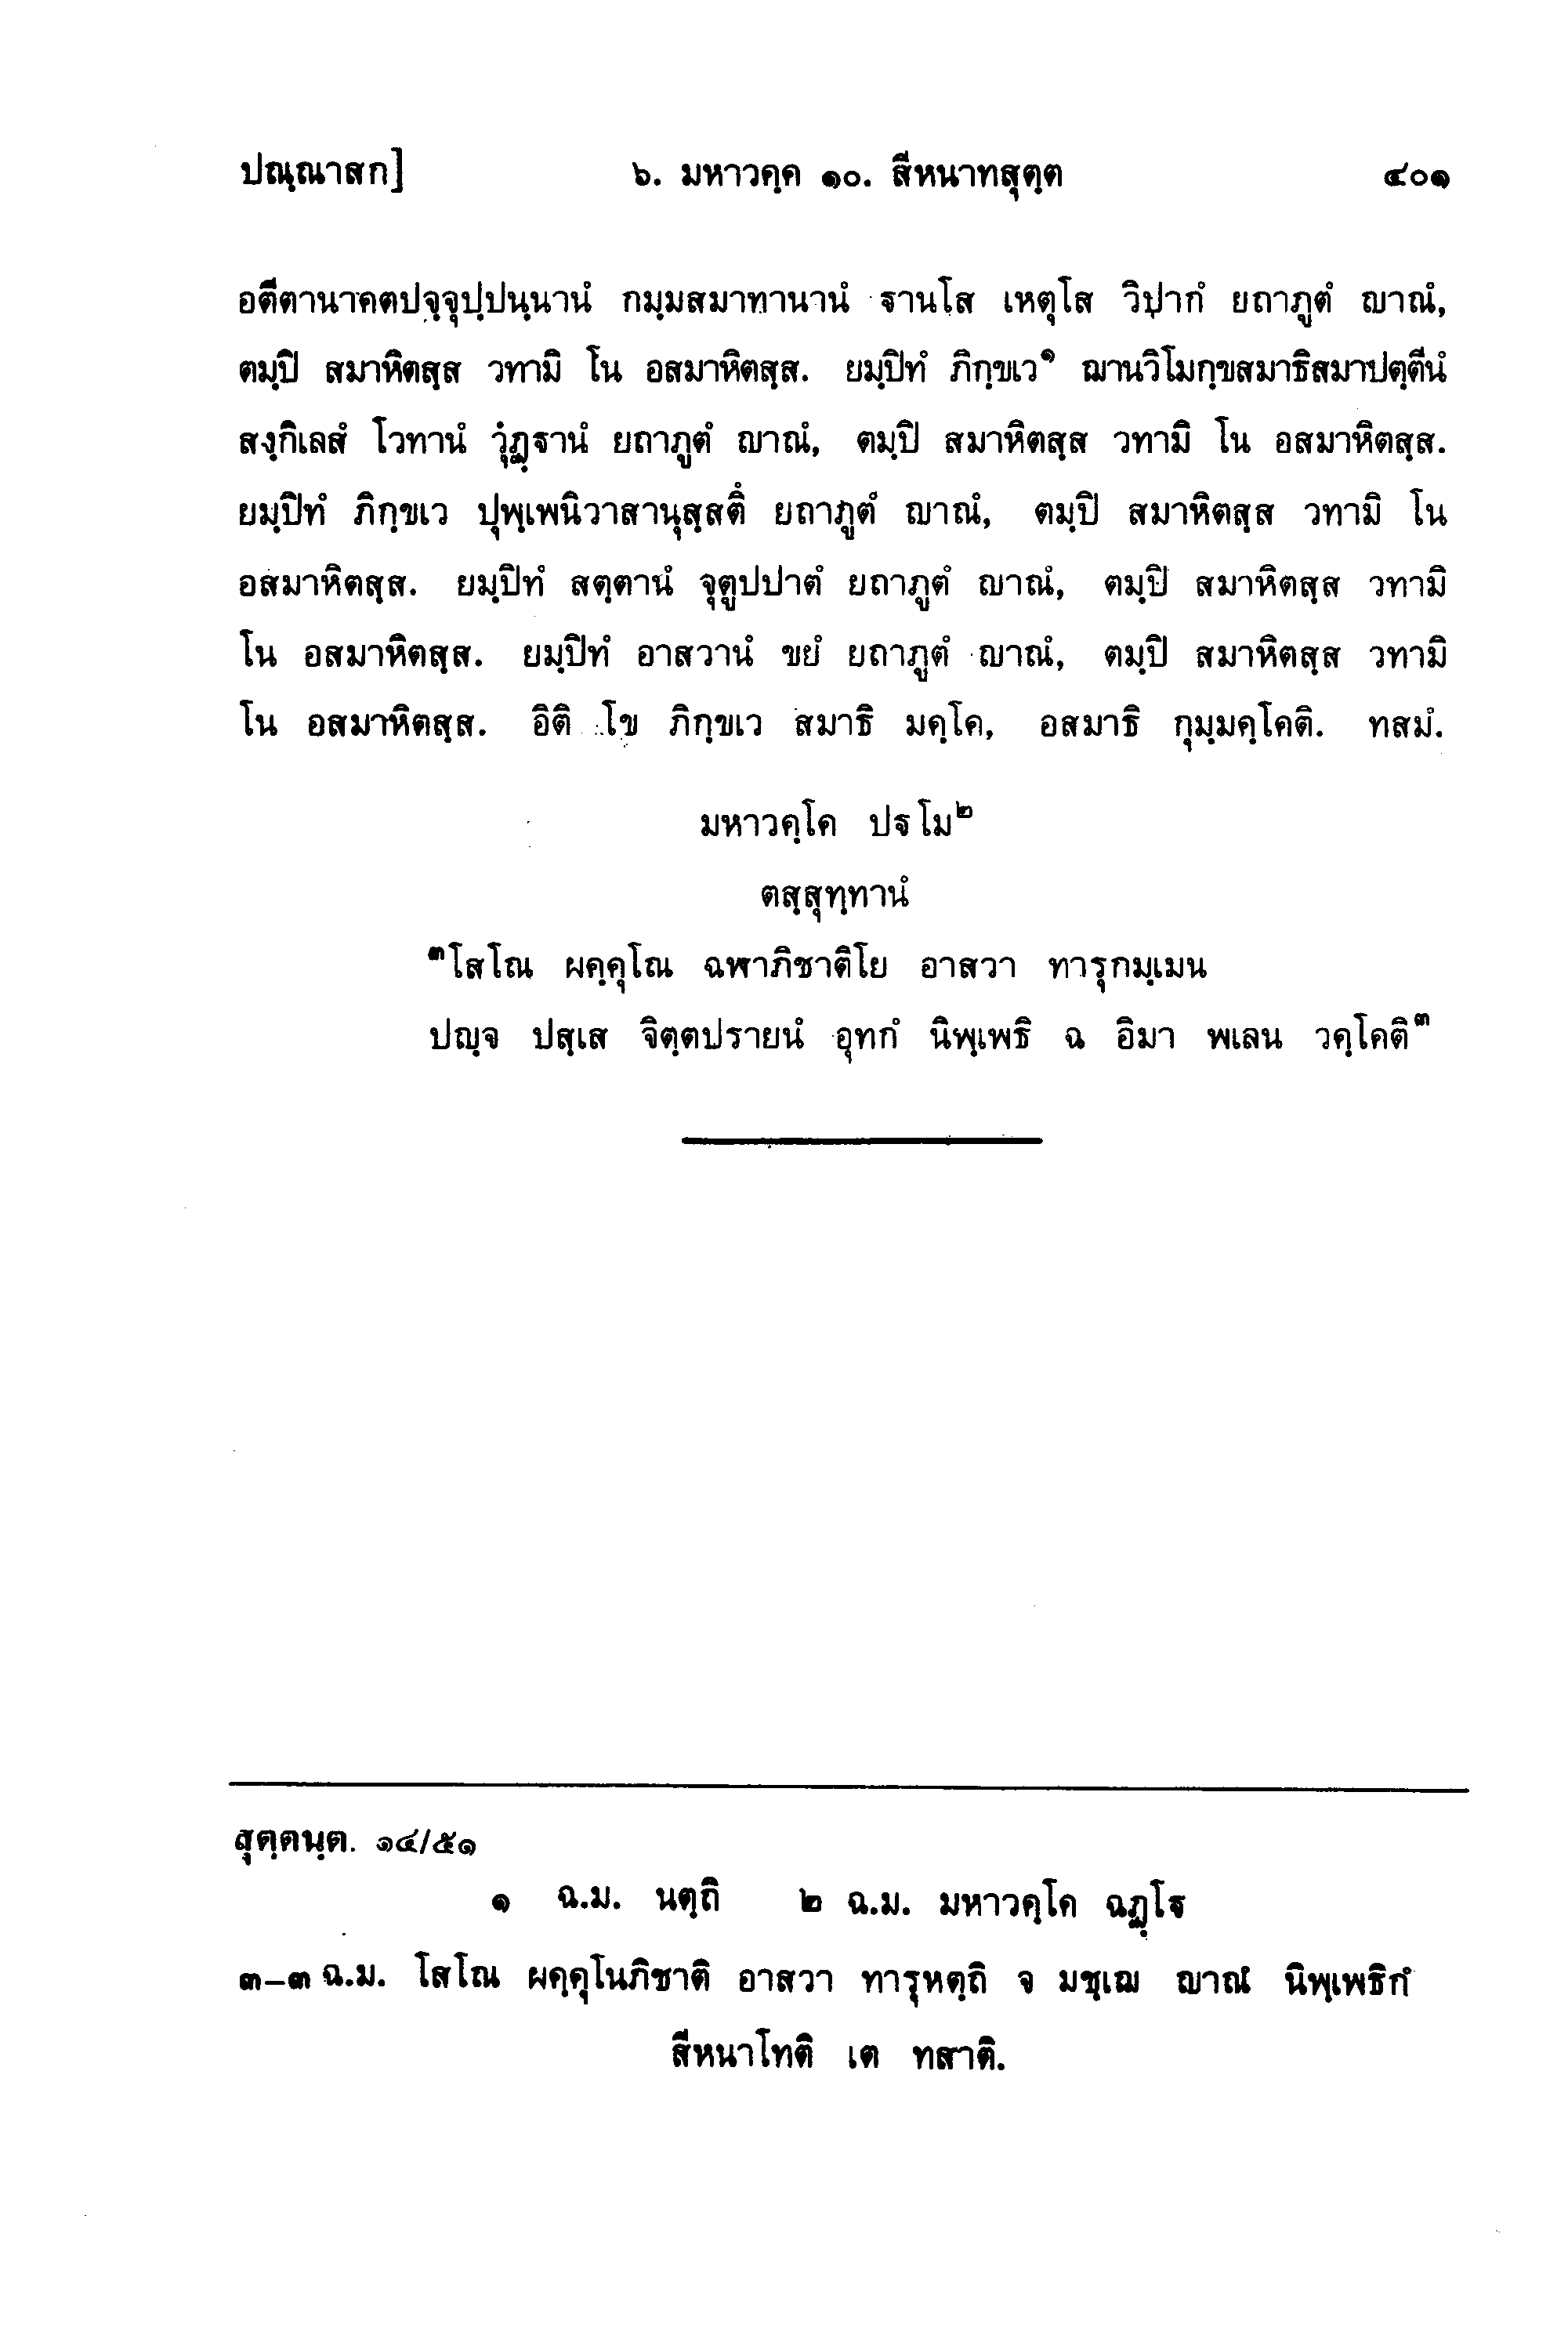 ปณฺณาสก] ๖. มหาวคฺค ๑๐. สีหนาทสุตฺต ๔๐๑
อตีตานาคตปจฺจุปฺปนฺนานํ กมฺมสมาทานานํ ฐานโส เหตุโส วิปากํ ยถาภูตํ ญาณํ,
ตมฺปิ สมาหิตสฺส วทามิ โน อสมาหิตสฺส. ยมฺปิทํ ภิกฺขเว๑ ฌานวิโมกฺขสมาธิสมาปตฺตีนํ
สงฺกิเลสํ โวทานํ วุํฏฺฐานํ ยถาภูตํ ญาณํ, ตมฺปิ สมาหิตสฺส วทามิ โน อสมาหิตสฺส.
ยมฺปิทํ ภิกฺขเว ปุพฺเพนิวาสานุสฺสตึ ยถาภูตํ ญาณํ, ตมฺปิ สมาหิตสฺส วทามิ โน
อสมาหิตสฺส. ยมฺปิทํ สตฺตานํ จุตูปปาตํ ยถาภูตํ ญาณํ, ตมฺปิ สมาหิตสฺส วทามิ
โน อสมาหิตสฺส. ยมฺปิทํ อาสวานํ ขยํ ยถาภูตํ ญาณํ, ตมฺปิ สมาหิตสฺส วทามิ
โน อสมาหิตสฺส. อิติ โข ภิกฺขเว สมาธิ มคฺโค, อสมาธิ กุมฺมคฺโคติ. ทสมํ.
มหาวคฺโค ปฐโม๒
ตสฺสุทฺทานํ
๓โสโณ ผคฺคุโณ ฉฬาภิชาติโย อาสวา ทารุกมฺเมน
ปญฺจ ปสฺเส จิตฺตปรายนํ อุทกํ นิพฺเพธิ ฉ อิมา พเลน วคฺโคติ๓
สุตฺตนฺต. ๑๔/๕๑
๑ ฉ.ม. นตฺถิ ๒ ฉ.ม. มหาวคฺโค ฉฏฺโฐ
๓-๓ ฉ.ม. โสโณ ผคฺคุโนภิชาติ อาสวา ทารุหตฺถิ จ มชฺเฌ ญาณํ นิพฺเพธิกํ
สีหนาโทติ เต ทสาติ.